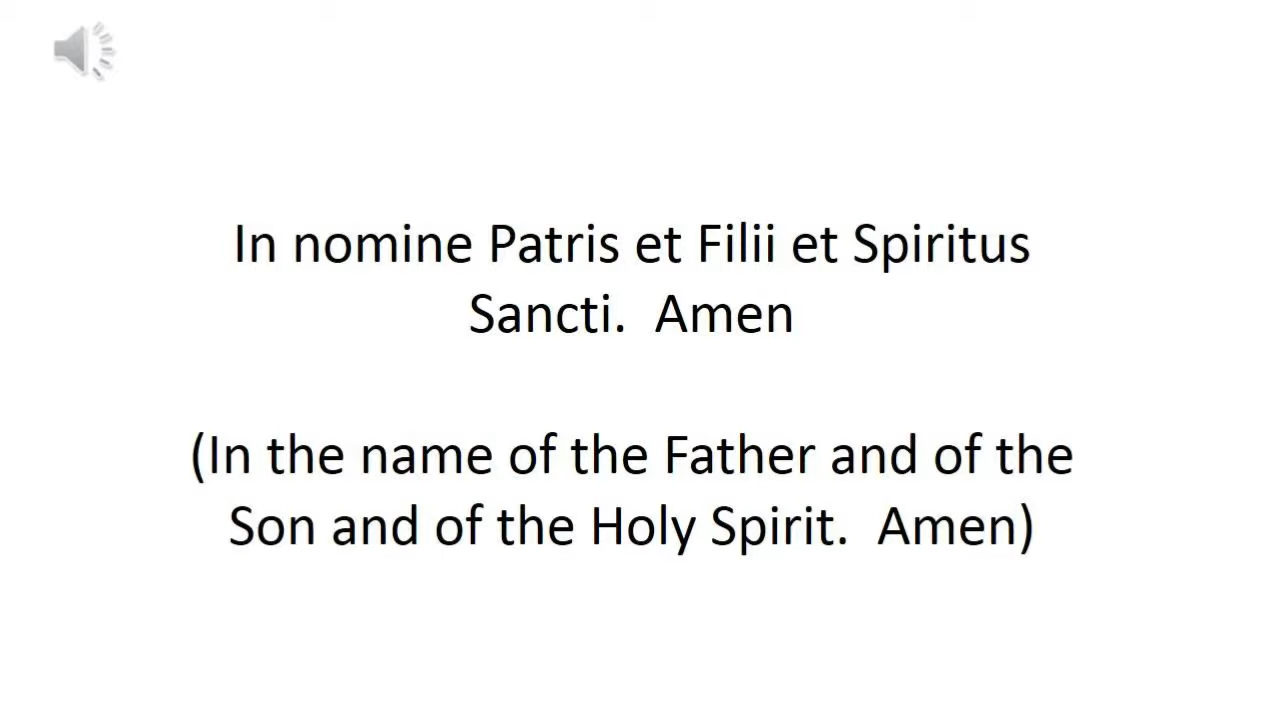 In nomine Patris et Filii et Spiritus
Sancti.  Amen
(In the name of the Father and of the
Son and of the Holy Spirit.  Amen)